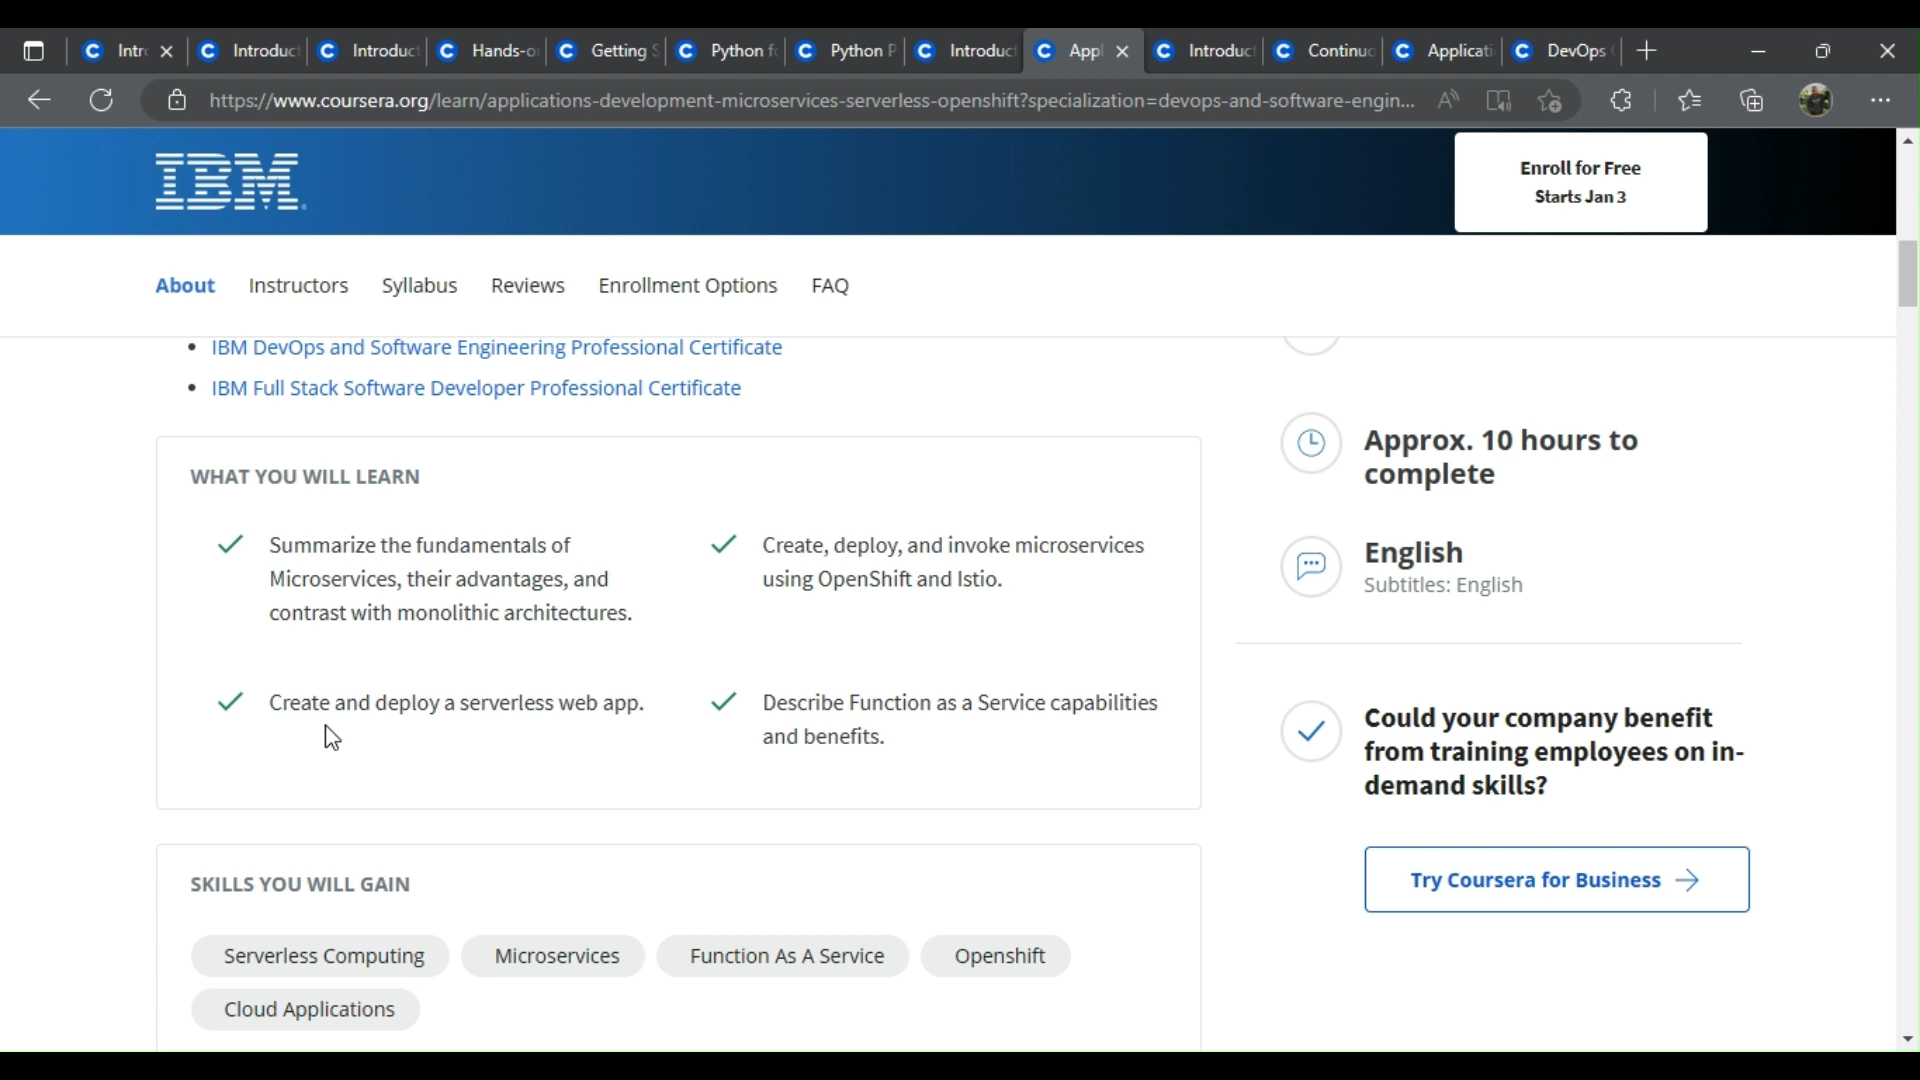 Intr
Introduct
Introduc
Hands-o
Getting S
Python f
Python P
Introduc
Appl
Introduc
Continuo
Applicati
DevOps
https://www.coursera.org/learn/applications-development-microservices-serverless-openshift?specialization=devops-and-software-engin...
IBM
Enroll for Free
Starts Jan 3
About Instructors Syllabus Reviews Enrollment Options FAQ
IBM DevOps and Software Engineering Professional Certificate
IBM Full Stack Software Developer Professional Certificate
WHAT YOU WILL LEARN
Summarize the fundamentals of
Microservices, their advantages, and
contrast with monolithic architectures.
Create, deploy, and invoke microservices
using OpenShift and Istio.
Create and deploy a serverless web app.
Describe Function as a Service capabilities
and benefits.
SKILLS YOU WILL GAIN
Serverless Computing
Microservices
Function As A Service
Openshift
Cloud Applications
Approx. 10 hours to
complete
English
Subtitles: English
Could your company benefit
from training employees on in-
demand skills?
Try Coursera for Business